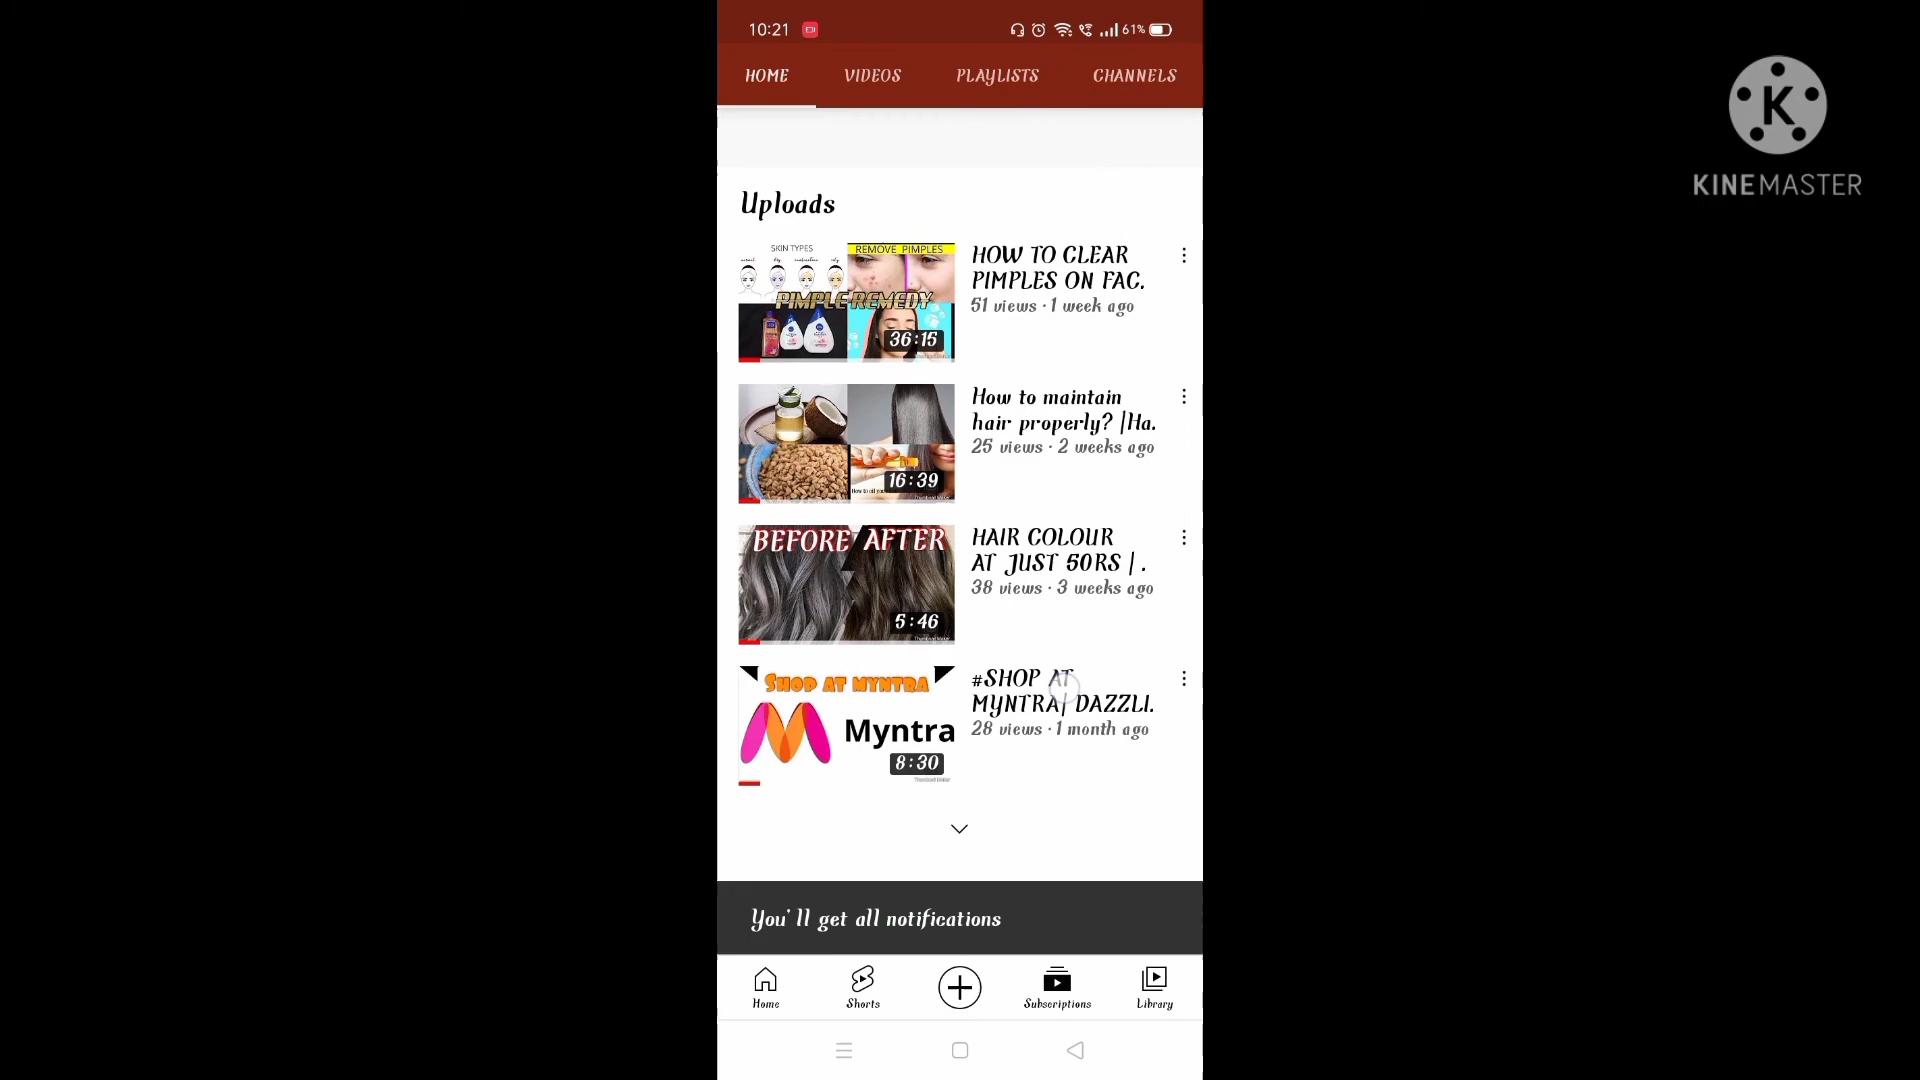 10:21
61%
HOME
VIDEOS
PLAYLISTS
CHANNELS
K
KINEMASTER
Uploads
SKIN TYPES
REMOVE PIMPLES
PIMPLE REMEDY
36:15
HOW TO CLEAR
PIMPLES ON FAC.
51 views · 1 week ago
16:39
How to maintain
hair properly? |Ha.
25 views · 2 weeks ago
BEFORE AFTER
5:46
HAIR COLOUR
AT JUST 50RS | .
38 views · 3 weeks ago
SHOP AT MYNTRA
Myntra
8:30
#SHOP AT
MYNTRA| DAZZLI.
28 views · 1 month ago
You'll get all notifications
Home
Shorts
Subscriptions
Library